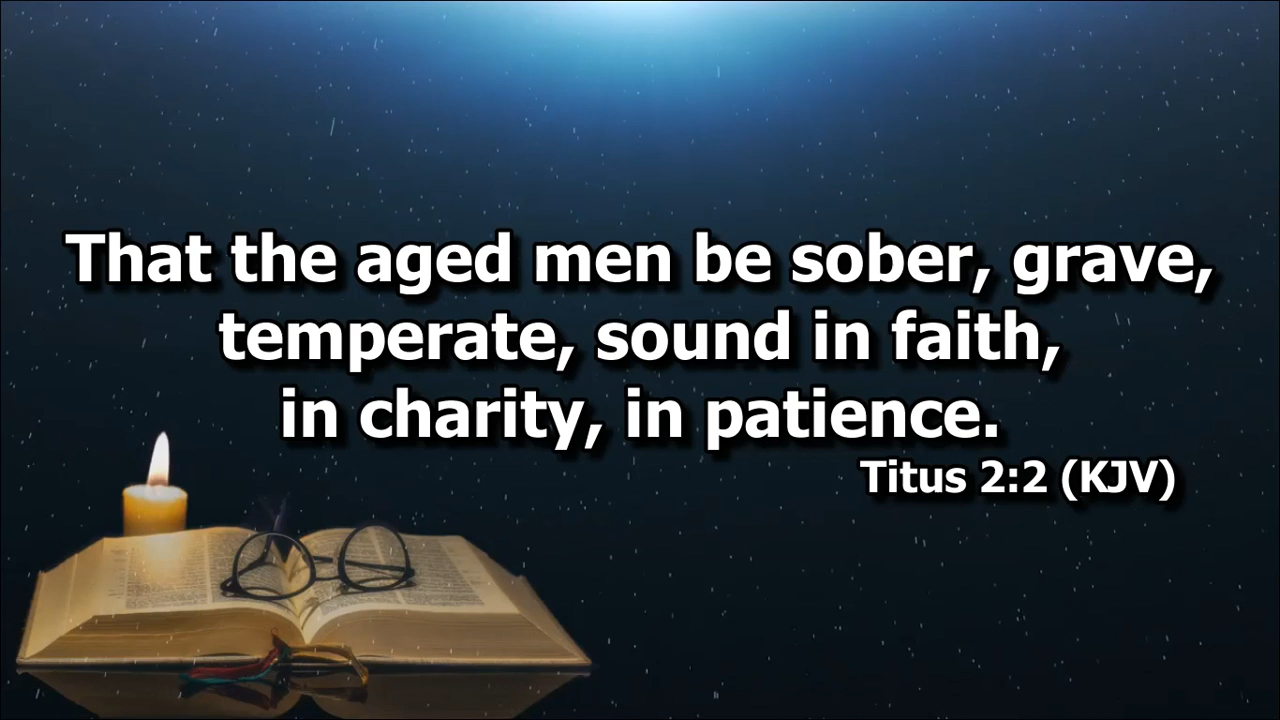 That the aged men be sober, grave,
temperate, sound in faith,
in charity, in patience.
Titus 2:2 (KJV)